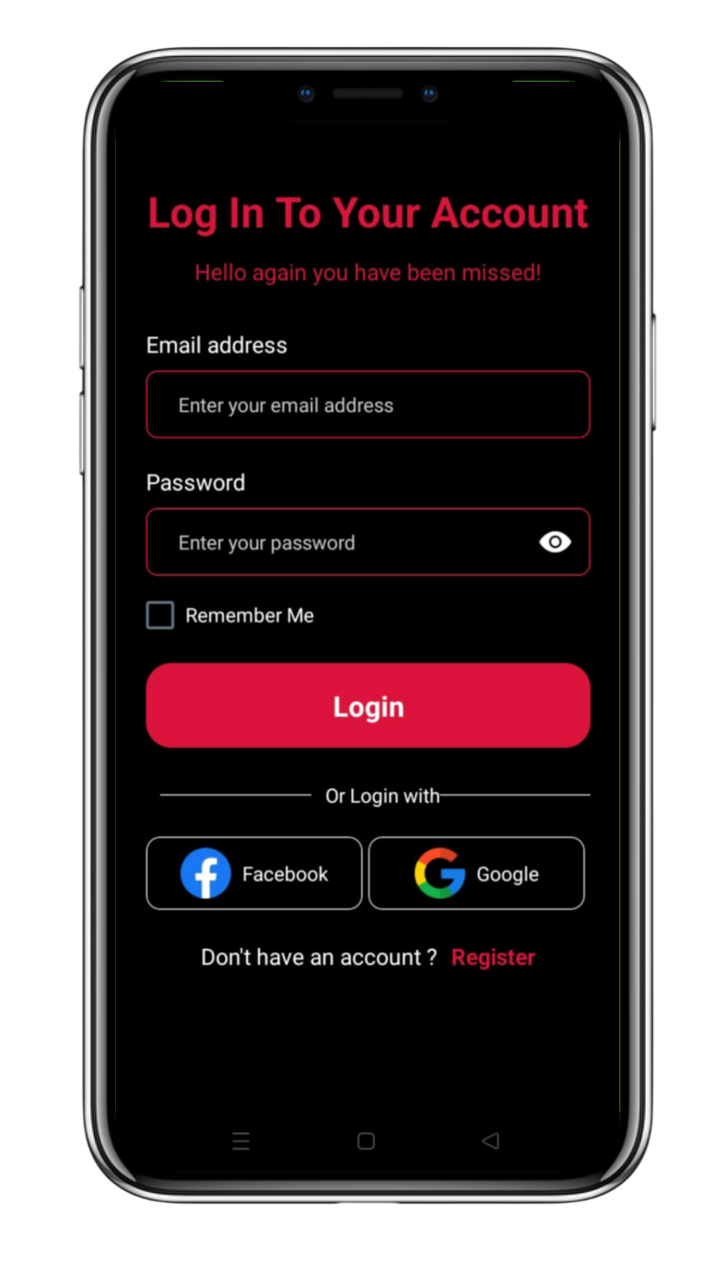 Log In To Your Account
Hello again you have been missed!
Email address
Enter your email address
Password
Enter your password
Remember Me
Login
Or Login with
Facebook
Google
Don't have an account ? Register